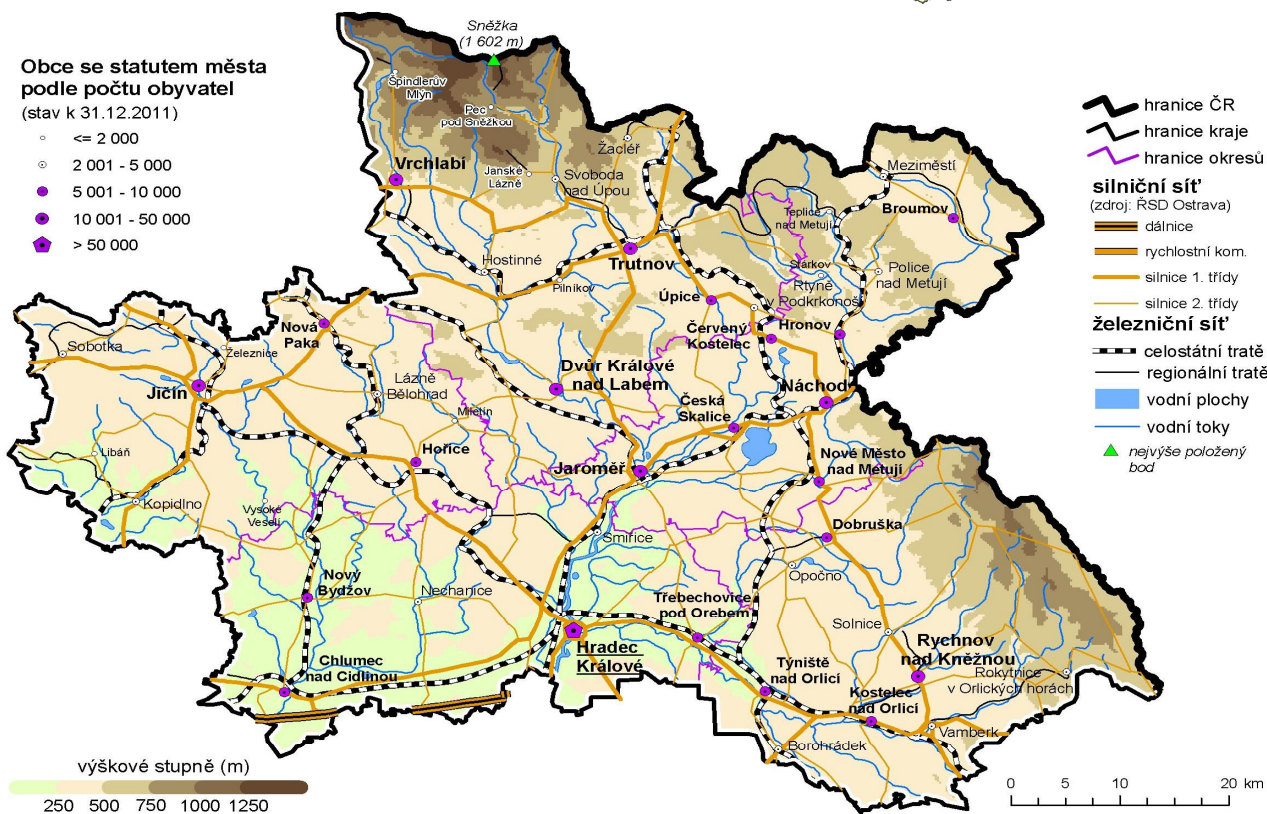 Sněžka
(1 602 m)
Obce se statutem města
podle počtu obyvatel
(stav k 31.12.2011)
<= 2 000
2 001 - 5 000
5 001 - 10 000
10 001 - 50 000
> 50 000
hranice ČR
hranice kraje
hranice okresů
silniční síť
(zdroj: ŘSD Ostrava)
dálnice
rychlostní kom.
silnice 1. třídy
silnice 2. třídy
železniční síť
celostátní tratě
regionální tratě
vodní plochy
vodní toky
nejvýše položený
bod
Špindlerův
Mlýn
Pec
pod Sněžkou
Žacléř
Vrchlabí
Janské
Lázně
Svoboda
nad Úpou
Meziměstí
Teplice
nad Metují
Broumov
Hostinné
Trutnov
Stárkov
Police
nad Metují
Pilníkov
Úpice
Rtyně
v Podkrkonoší
Nová
Paka
Červený
Kostelec
Hronov
Sobotka
Železnice
Jičín
Lázně
Bělohrad
Dvůr Králové
nad Labem
Náchod
Miletín
Česká
Skalice
Libáň
Hořice
Jaroměř
Nové Město
nad Metují
Kopidlno
Vysoké
Veselí
Smiřice
Dobruška
Opočno
Nový
Bydžov
Nechanice
Třebechovice
pod Orebem
Solnice
Hradec
Králové
Rychnov
nad Kněžnou
Chlumec
nad Cidlinou
Týniště
nad Orlicí
Rokytnice
v Orlických horách
Kostelec
nad Orlicí
Vamberk
Borohrádek
výškové stupně (m)
250 500 750 1000 1250
0 5 10 20 km